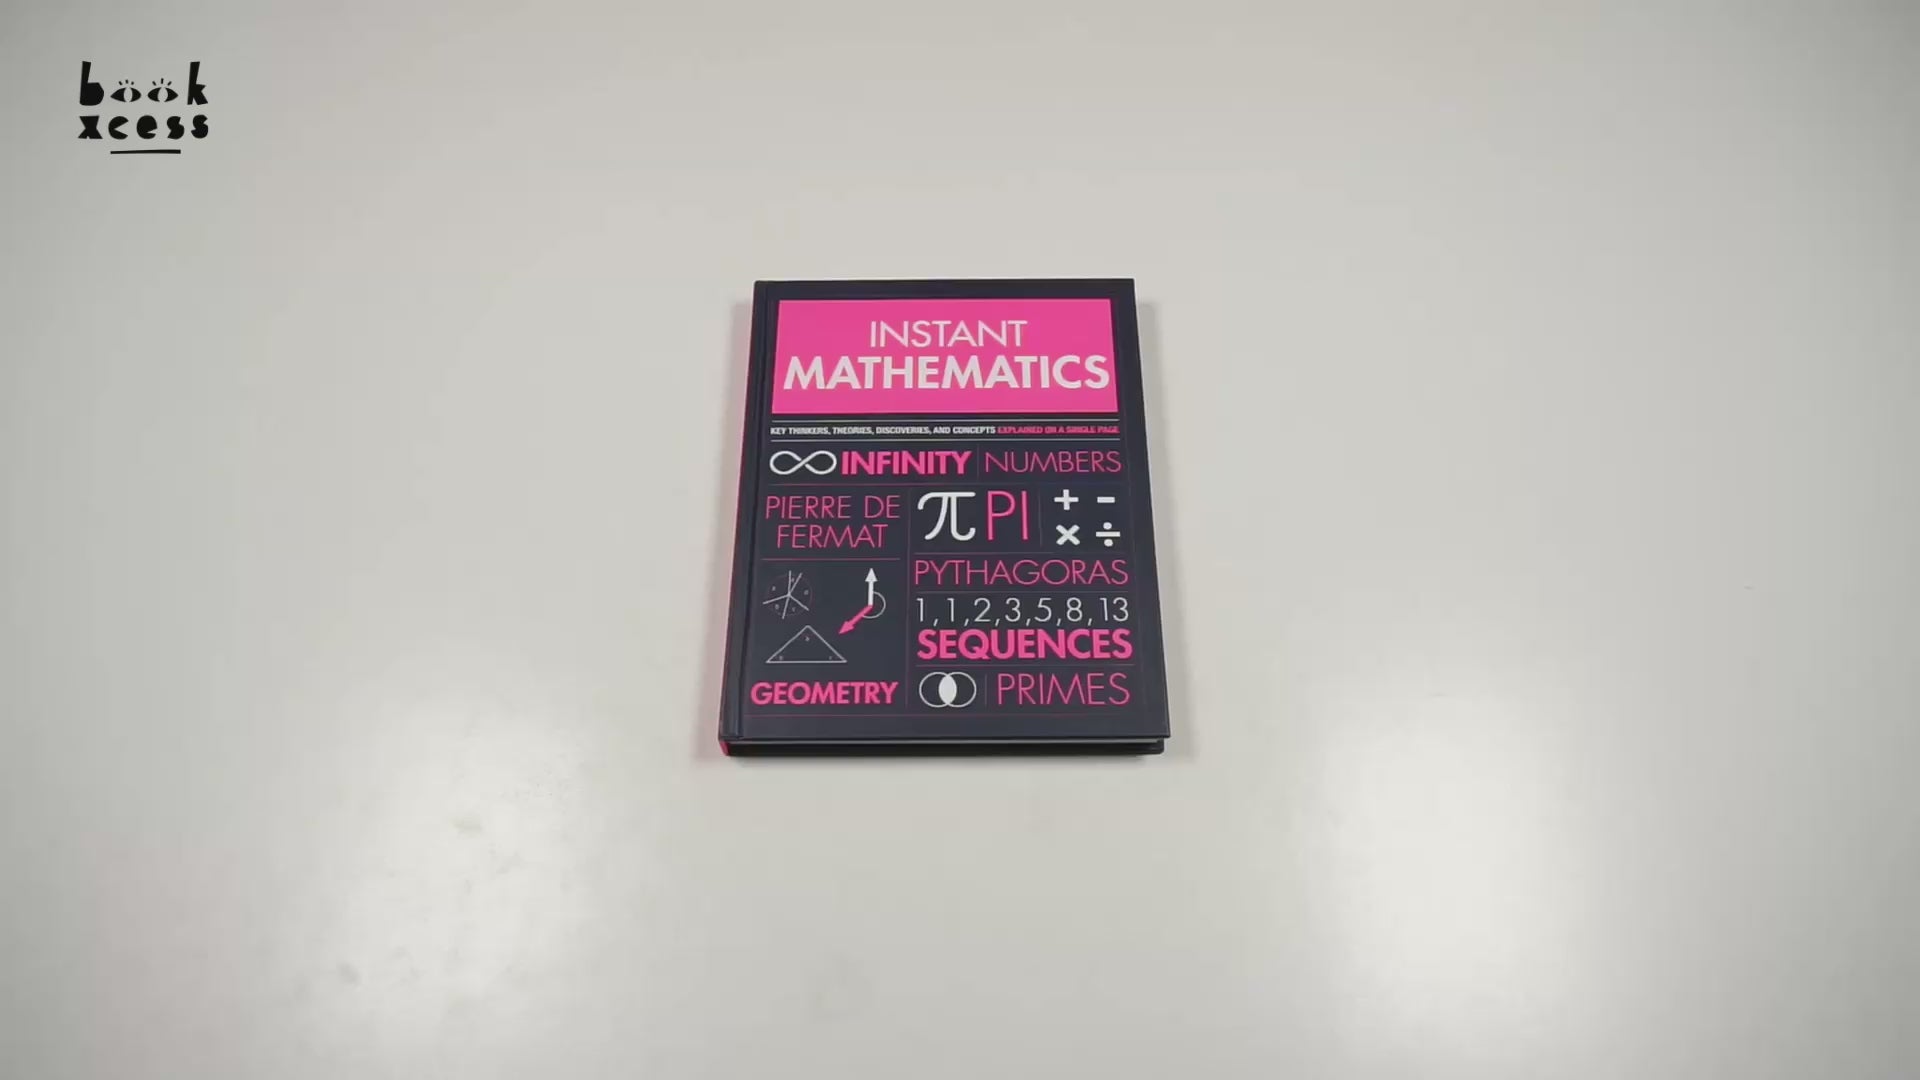 book
xcess
INSTANT
MATHEMATICS
KEY THINKERS, THEORIES, DISCOVERIES, AND CONCEPTS EXPLAINED ON A SINGLE PAGE
∞ INFINITY NUMBERS
PIERRE DE
FERMAT
π PI
+ −
× ÷
PYTHAGORAS
1,1,2,3,5,8,13
SEQUENCES
GEOMETRY
PRIMES